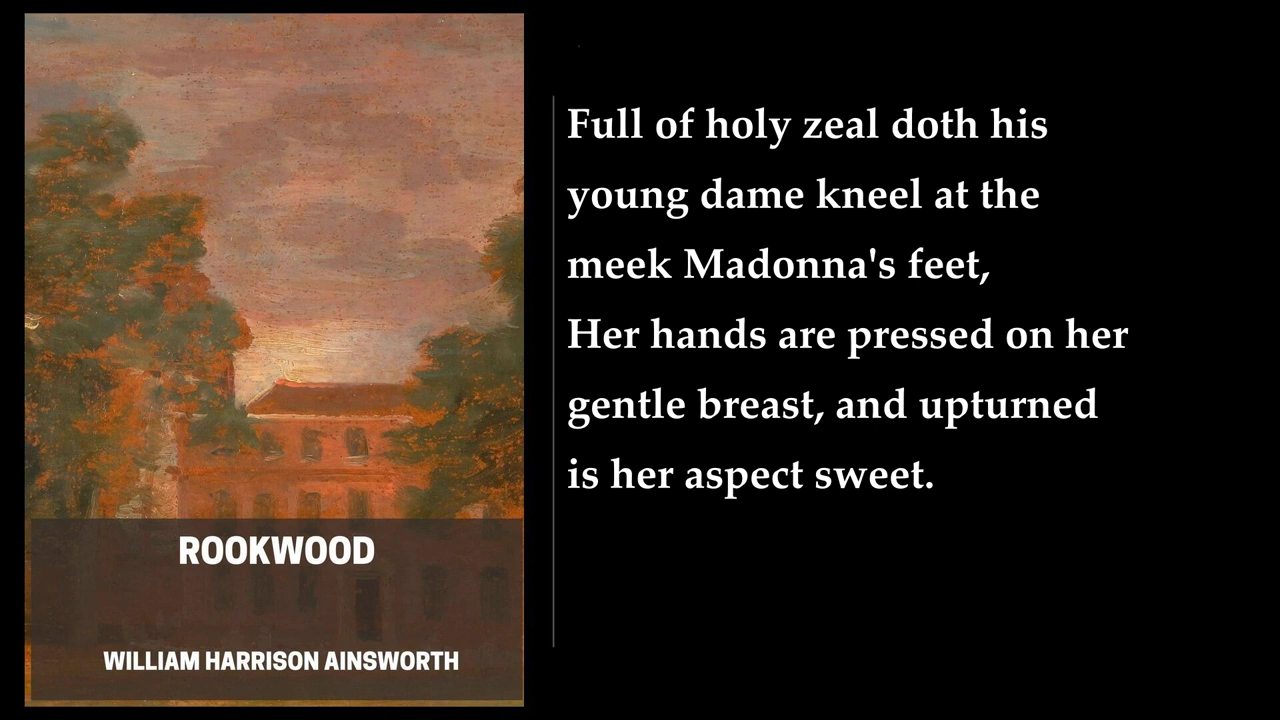 Full of holy zeal doth his
young dame kneel at the
meek Madonna's feet,
Her hands are pressed on her
gentle breast, and upturned
is her aspect sweet.
ROOKWOOD
WILLIAM HARRISON AINSWORTH